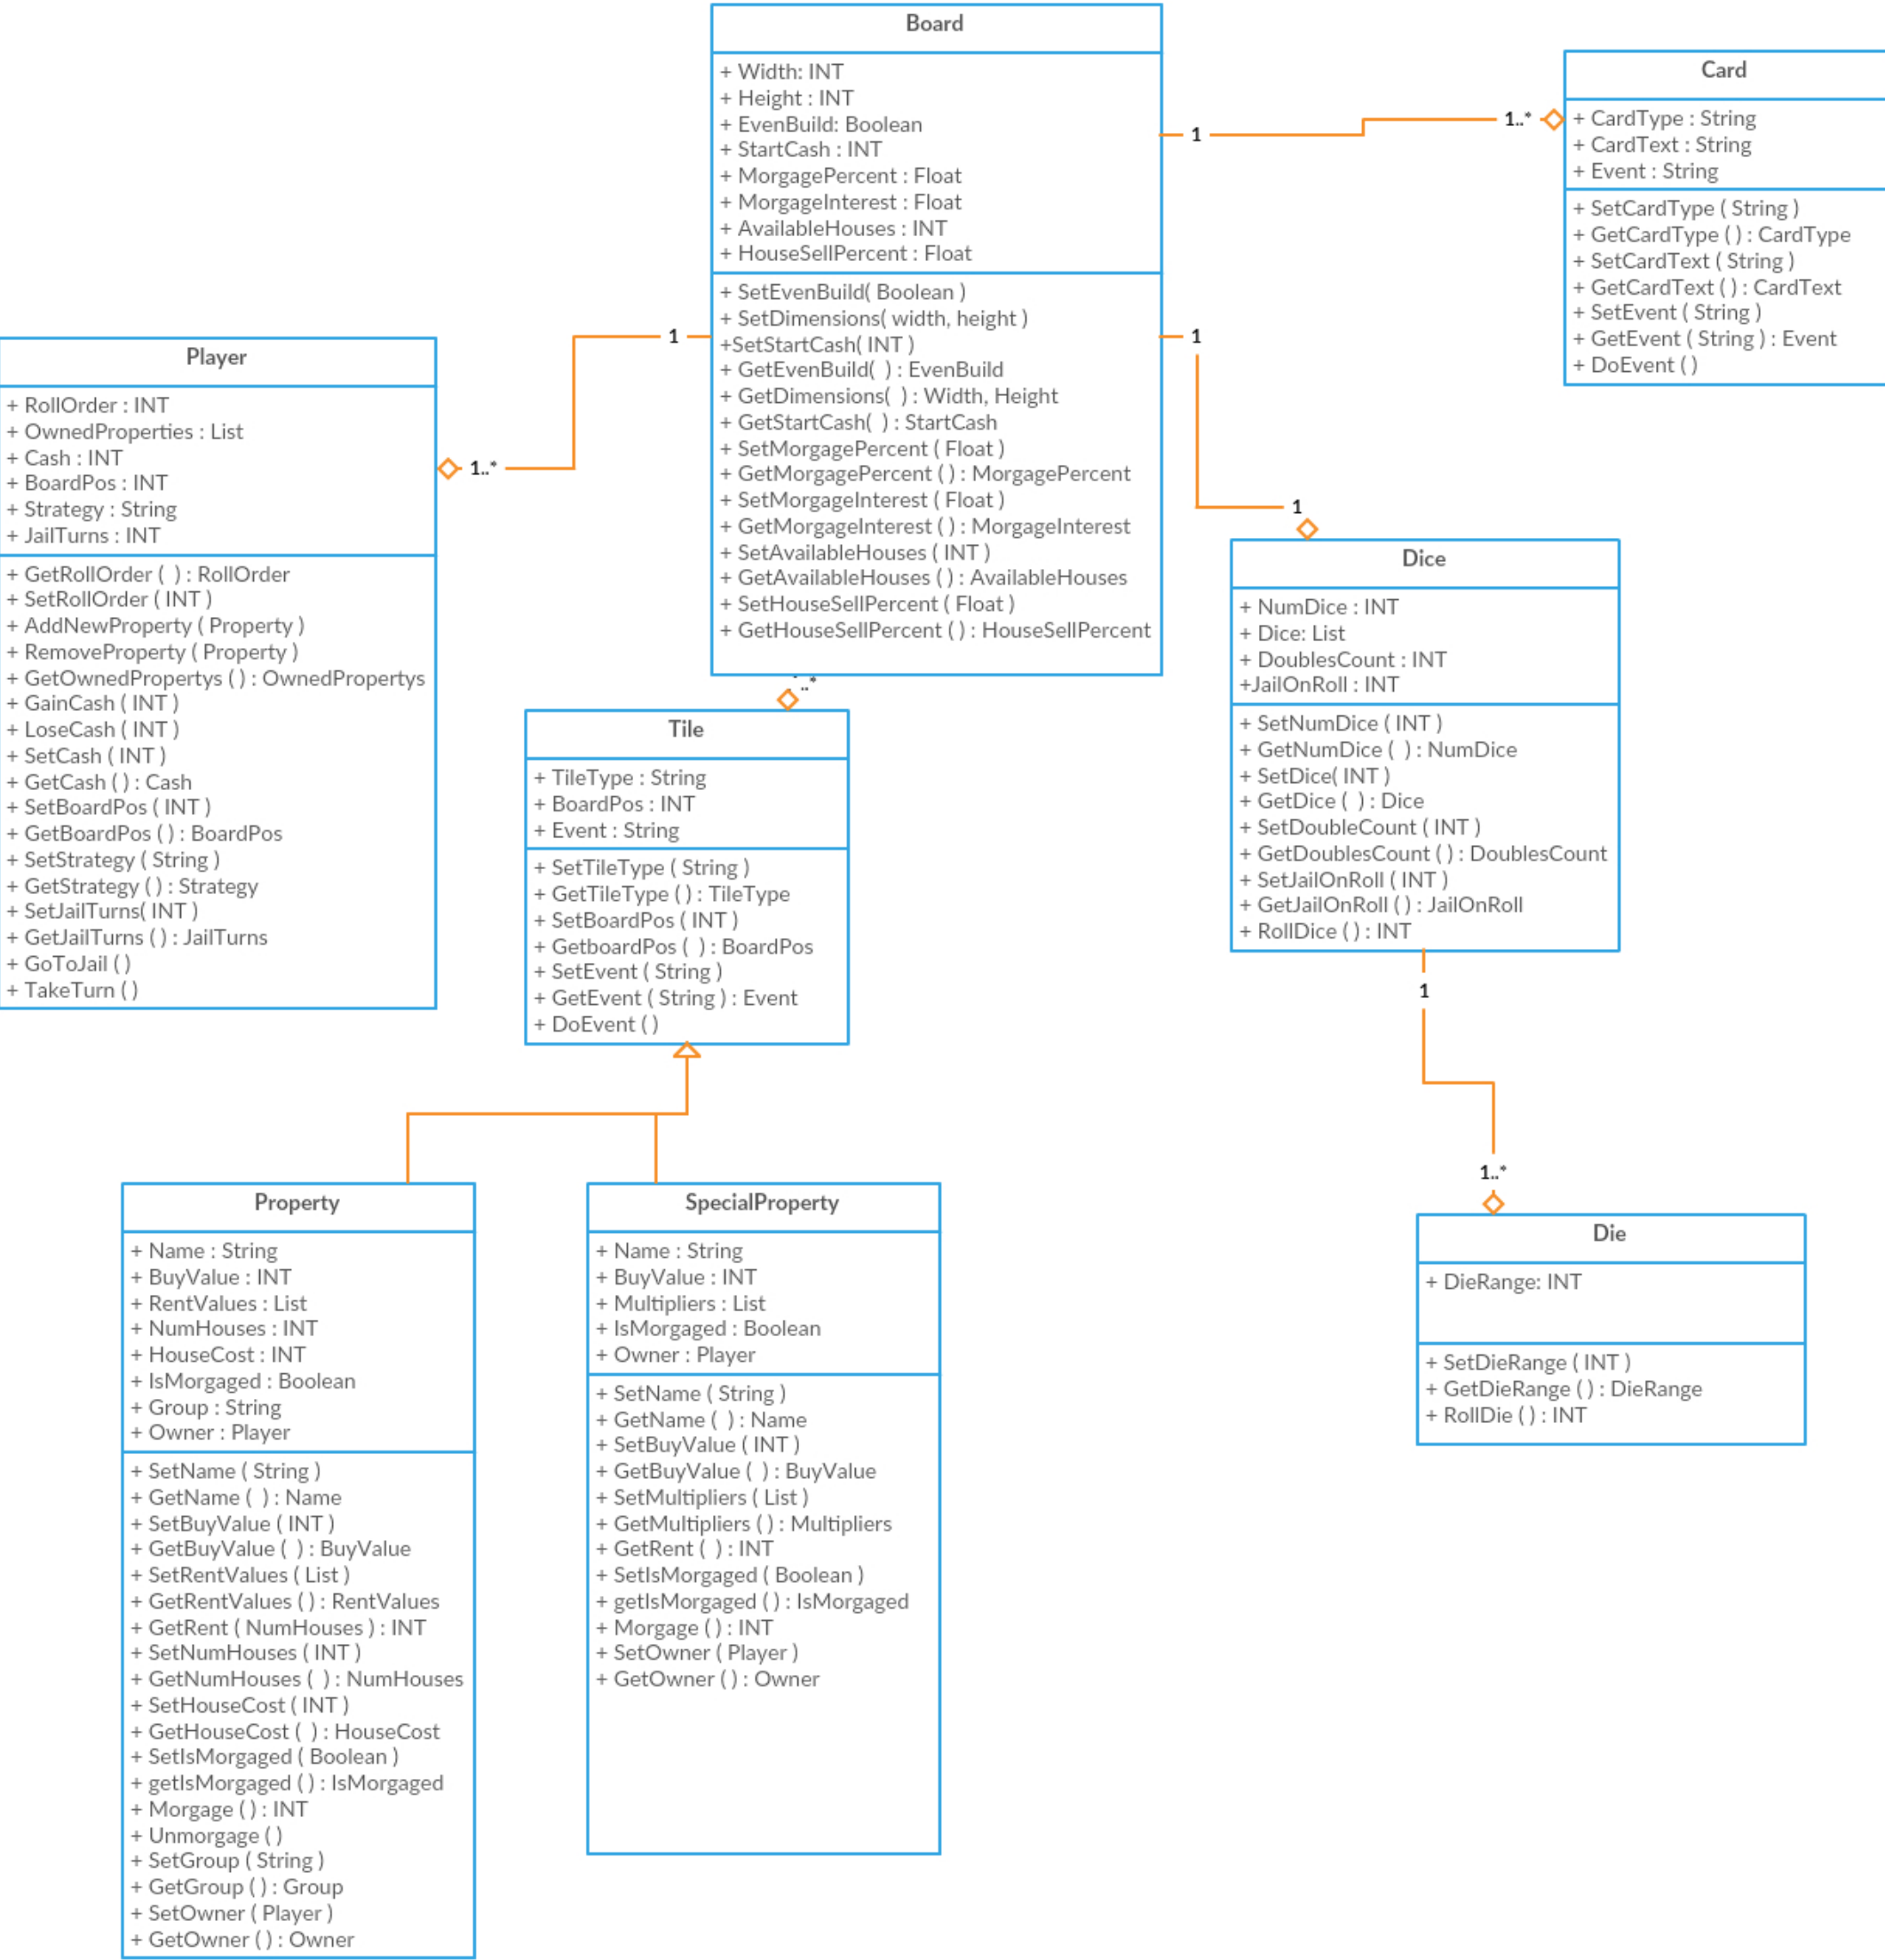 Board
+ Width: INT
+ Height : INT
+ EvenBuild: Boolean
+ StartCash : INT
+ MorgagePercent : Float
+ MorgageInterest : Float
+ AvailableHouses : INT
+ HouseSellPercent : Float
+ SetEvenBuild( Boolean )
+ SetDimensions( width, height )
+SetStartCash( INT )
+ GetEvenBuild( ) : EvenBuild
+ GetDimensions( ) : Width, Height
+ GetStartCash( ) : StartCash
+ SetMorgagePercent ( Float )
+ GetMorgagePercent ( ) : MorgagePercent
+ SetMorgageInterest ( Float )
+ GetMorgageInterest ( ) : MorgageInterest
+ SetAvailableHouses ( INT )
+ GetAvailableHouses ( ) : AvailableHouses
+ SetHouseSellPercent ( Float )
+ GetHouseSellPercent ( ) : HouseSellPercent
1
1..*
Card
+ CardType : String
+ CardText : String
+ Event : String
+ SetCardType ( String )
+ GetCardType ( ) : CardType
+ SetCardText ( String )
+ GetCardText ( ) : CardText
+ SetEvent ( String )
+ GetEvent ( String ) : Event
+ DoEvent ( )
1
1..*
Player
+ RollOrder : INT
+ OwnedProperties : List
+ Cash : INT
+ BoardPos : INT
+ Strategy : String
+ JailTurns : INT
+ GetRollOrder ( ) : RollOrder
+ SetRollOrder ( INT )
+ AddNewProperty ( Property )
+ RemoveProperty ( Property )
+ GetOwnedPropertys ( ) : OwnedPropertys
+ GainCash ( INT )
+ LoseCash ( INT )
+ SetCash ( INT )
+ GetCash ( ) : Cash
+ SetBoardPos ( INT )
+ GetBoardPos ( ) : BoardPos
+ SetStrategy ( String )
+ GetStrategy ( ) : Strategy
+ SetJailTurns( INT )
+ GetJailTurns ( ) : JailTurns
+ GoToJail ( )
+ TakeTurn ( )
1
1
Dice
+ NumDice : INT
+ Dice: List
+ DoublesCount : INT
+JailOnRoll : INT
+ SetNumDice ( INT )
+ GetNumDice ( ) : NumDice
+ SetDice( INT )
+ GetDice ( ) : Dice
+ SetDoubleCount ( INT )
+ GetDoublesCount ( ) : DoublesCount
+ SetJailOnRoll ( INT )
+ GetJailOnRoll ( ) : JailOnRoll
+ RollDice ( ) : INT
Tile
+ TileType : String
+ BoardPos : INT
+ Event : String
+ SetTileType ( String )
+ GetTileType ( ) : TileType
+ SetBoardPos ( INT )
+ GetboardPos ( ) : BoardPos
+ SetEvent ( String )
+ GetEvent ( String ) : Event
+ DoEvent ( )
1
1..*
Property
+ Name : String
+ BuyValue : INT
+ RentValues : List
+ NumHouses : INT
+ HouseCost : INT
+ IsMorgaged : Boolean
+ Group : String
+ Owner : Player
+ SetName ( String )
+ GetName ( ) : Name
+ SetBuyValue ( INT )
+ GetBuyValue ( ) : BuyValue
+ SetRentValues ( List )
+ GetRentValues ( ) : RentValues
+ GetRent ( NumHouses ) : INT
+ SetNumHouses ( INT )
+ GetNumHouses ( ) : NumHouses
+ SetHouseCost ( INT )
+ GetHouseCost ( ) : HouseCost
+ SetIsMorgaged ( Boolean )
+ getIsMorgaged ( ) : IsMorgaged
+ Morgage ( ) : INT
+ Unmorgage ( )
+ SetGroup ( String )
+ GetGroup ( ) : Group
+ SetOwner ( Player )
+ GetOwner ( ) : Owner
SpecialProperty
+ Name : String
+ BuyValue : INT
+ Multipliers : List
+ IsMorgaged : Boolean
+ Owner : Player
+ SetName ( String )
+ GetName ( ) : Name
+ SetBuyValue ( INT )
+ GetBuyValue ( ) : BuyValue
+ SetMultipliers ( List )
+ GetMultipliers ( ) : Multipliers
+ GetRent ( ) : INT
+ SetIsMorgaged ( Boolean )
+ getIsMorgaged ( ) : IsMorgaged
+ Morgage ( ) : INT
+ SetOwner ( Player )
+ GetOwner ( ) : Owner
Die
+ DieRange: INT
+ SetDieRange ( INT )
+ GetDieRange ( ) : DieRange
+ RollDie ( ) : INT